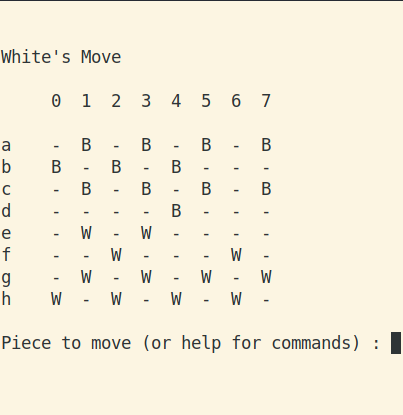 White's Move
0 1 2 3 4 5 6 7
a - B - B - B - B
b B - B - B - - -
c - B - B - B - B
d - - - - B - - -
e - W - W - - - -
f - - W - - - W -
g - W - W - W - W
h W - W - W - W -
Piece to move (or help for commands) :